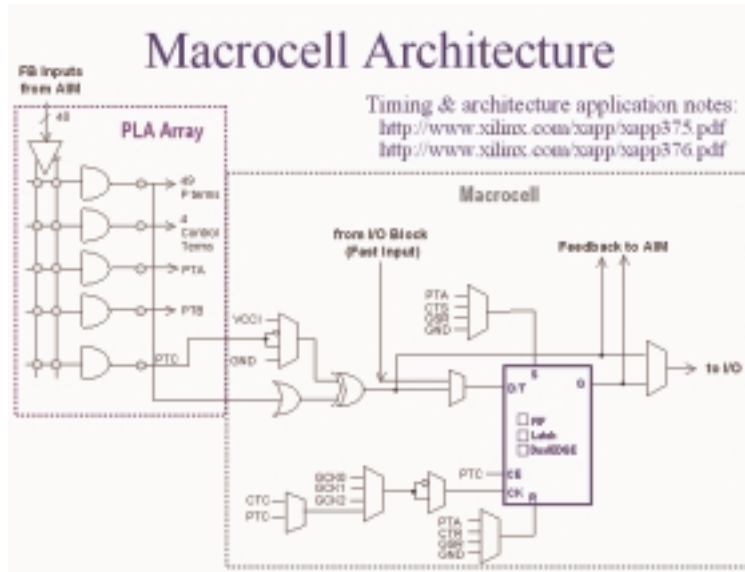 Macrocell Architecture
FB Inputs
from AIM
40
PLA Array
Timing & architecture application notes:
http://www.xilinx.com/xapp/xapp375.pdf
http://www.xilinx.com/xapp/xapp376.pdf
49
P terms
4
Control
Terms
PTA
PTB
PTC
Macrocell
from I/O Block
(Fast Input)
Feedback to AIM
VCC1
GND
PTA
CTS
GSR
GND
to I/O
S
D/T
Q
FIF
Latch
DualEDGE
PTC
CE
CK
R
GCK0
GCK1
GCK2
CTC
PTC
PTA
CTR
GSR
GND